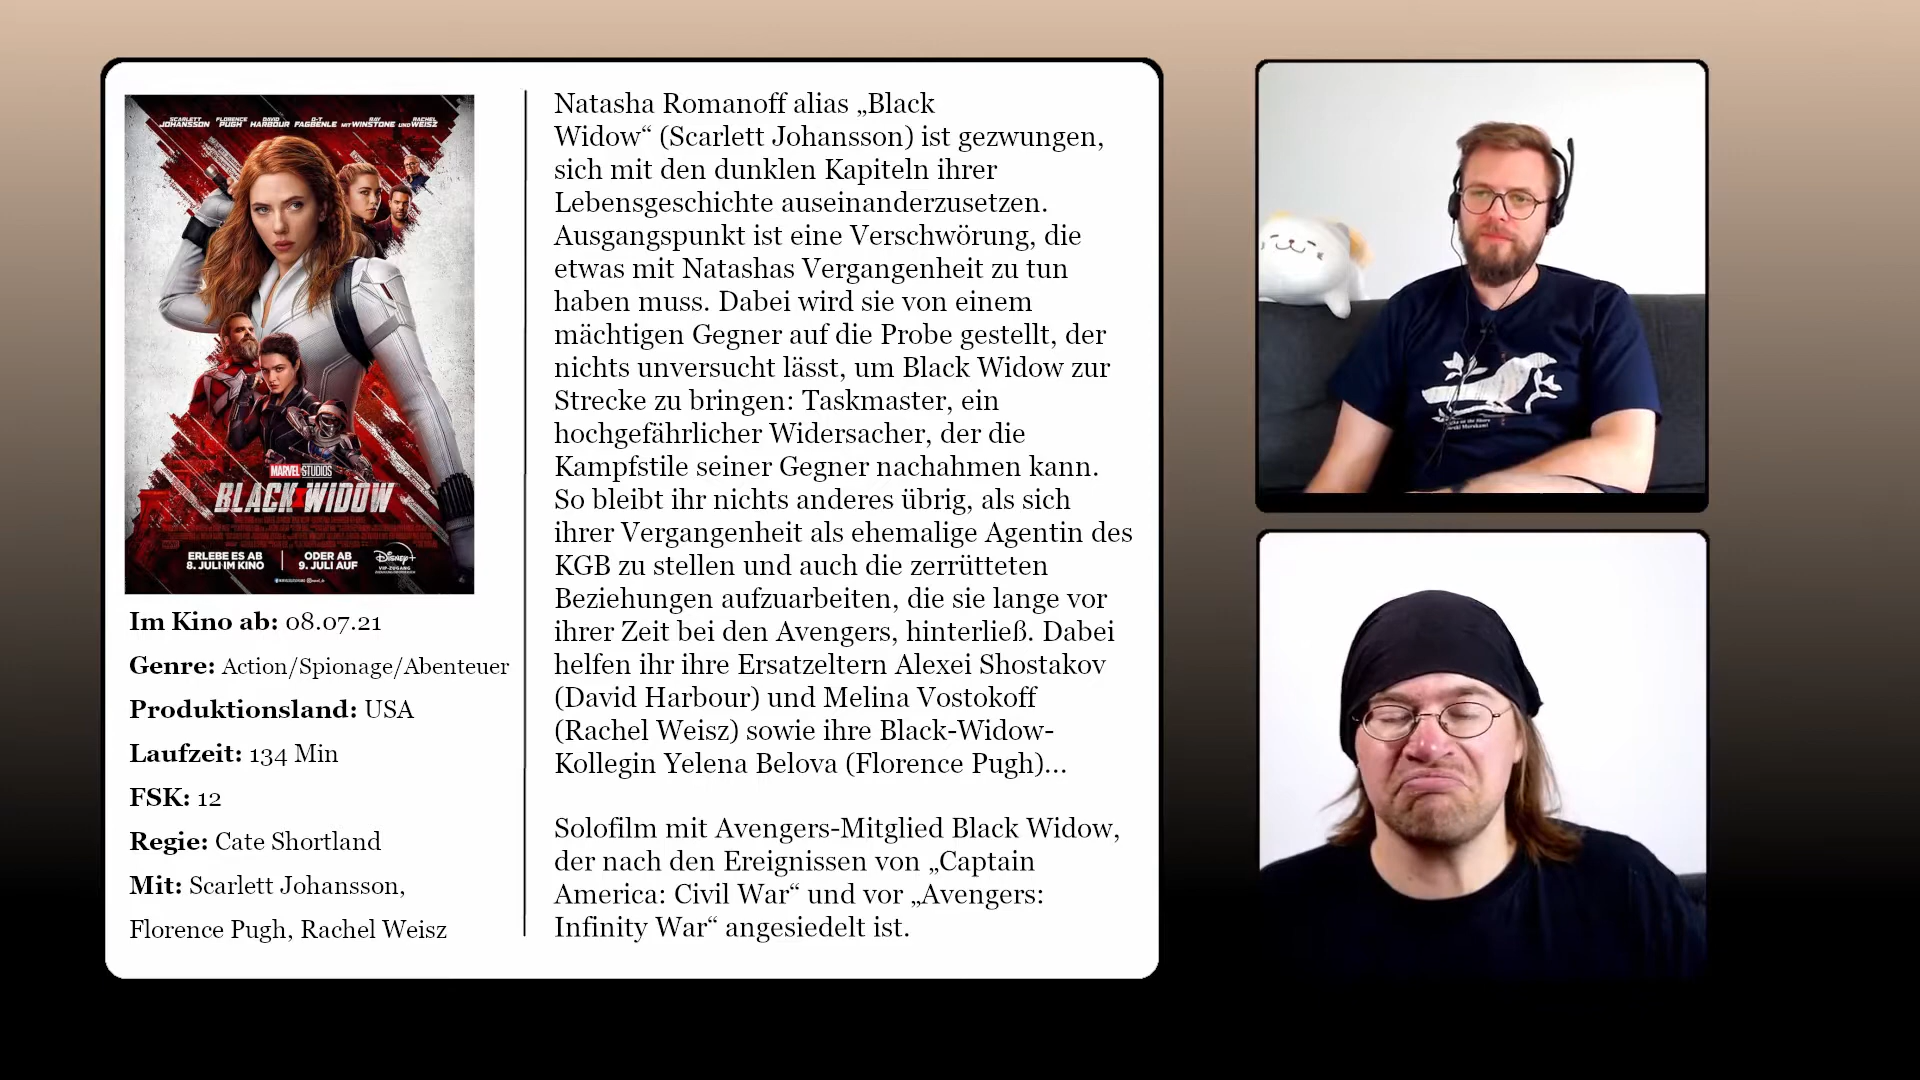 SCARLETT JOHANSSON FLORENCE PUGH DAVID HARBOUR O-T FAGBENLE MIT RAY WINSTONE UND RACHEL WEISZ
MARVEL STUDIOS
BLACK WIDOW
ERLEBE ES AB 8. JULI IM KINO
ODER AB 9. JULI AUF
Disney+
VIP-ZUGANG
Im Kino ab: 08.07.21
Genre: Action/Spionage/Abenteuer
Produktionsland: USA
Laufzeit: 134 Min
FSK: 12
Regie: Cate Shortland
Mit: Scarlett Johansson,
Florence Pugh, Rachel Weisz
Natasha Romanoff alias „Black
Widow“ (Scarlett Johansson) ist gezwungen,
sich mit den dunklen Kapiteln ihrer
Lebensgeschichte auseinanderzusetzen.
Ausgangspunkt ist eine Verschwörung, die
etwas mit Natashas Vergangenheit zu tun
haben muss. Dabei wird sie von einem
mächtigen Gegner auf die Probe gestellt, der
nichts unversucht lässt, um Black Widow zur
Strecke zu bringen: Taskmaster, ein
hochgefährlicher Widersacher, der die
Kampfstile seiner Gegner nachahmen kann.
So bleibt ihr nichts anderes übrig, als sich
ihrer Vergangenheit als ehemalige Agentin des
KGB zu stellen und auch die zerrütteten
Beziehungen aufzuarbeiten, die sie lange vor
ihrer Zeit bei den Avengers, hinterließ. Dabei
helfen ihr ihre Ersatzeltern Alexei Shostakov
(David Harbour) und Melina Vostokoff
(Rachel Weisz) sowie ihre Black-Widow-
Kollegin Yelena Belova (Florence Pugh)...
Solofilm mit Avengers-Mitglied Black Widow,
der nach den Ereignissen von „Captain
America: Civil War“ und vor „Avengers:
Infinity War“ angesiedelt ist.
on the Shore
Murakami